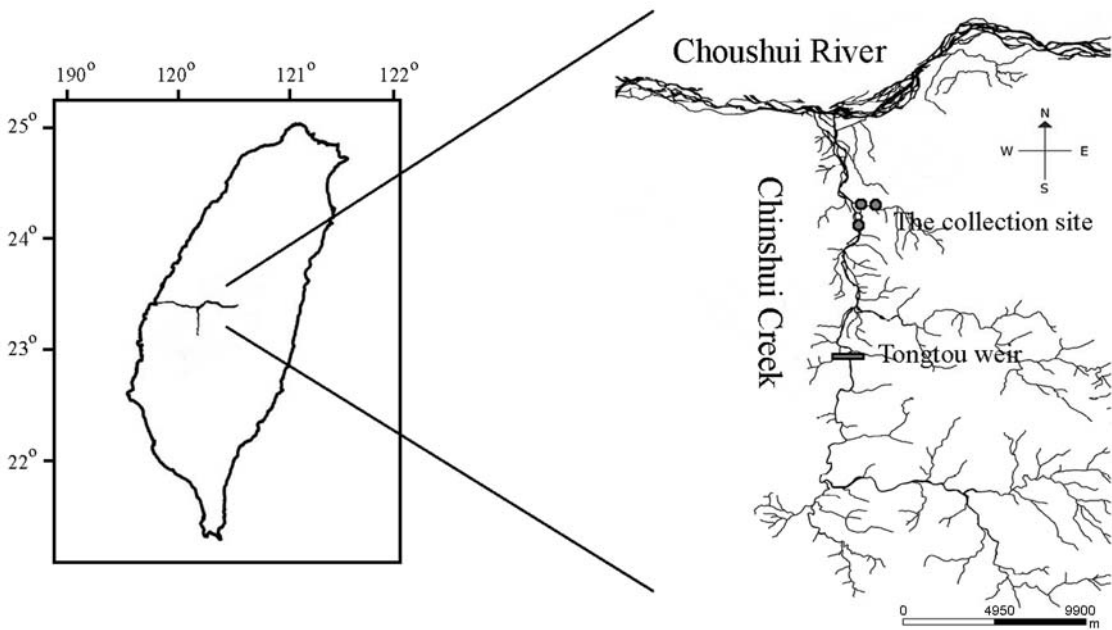 190° 120° 121° 122°
25°
24°
23°
22°
Choushui River
N
W E
S
Chinshui Creek
The collection site
Tongtou weir
0 4950 9900
m